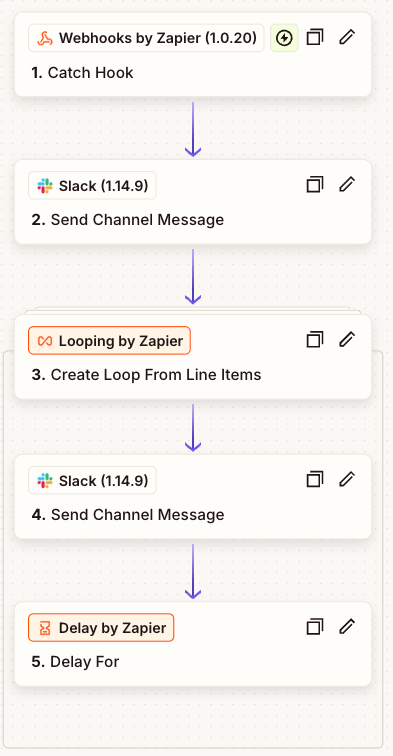 Webhooks by Zapier (1.0.20)
1. Catch Hook
Slack (1.14.9)
2. Send Channel Message
Looping by Zapier
3. Create Loop From Line Items
Slack (1.14.9)
4. Send Channel Message
Delay by Zapier
5. Delay For